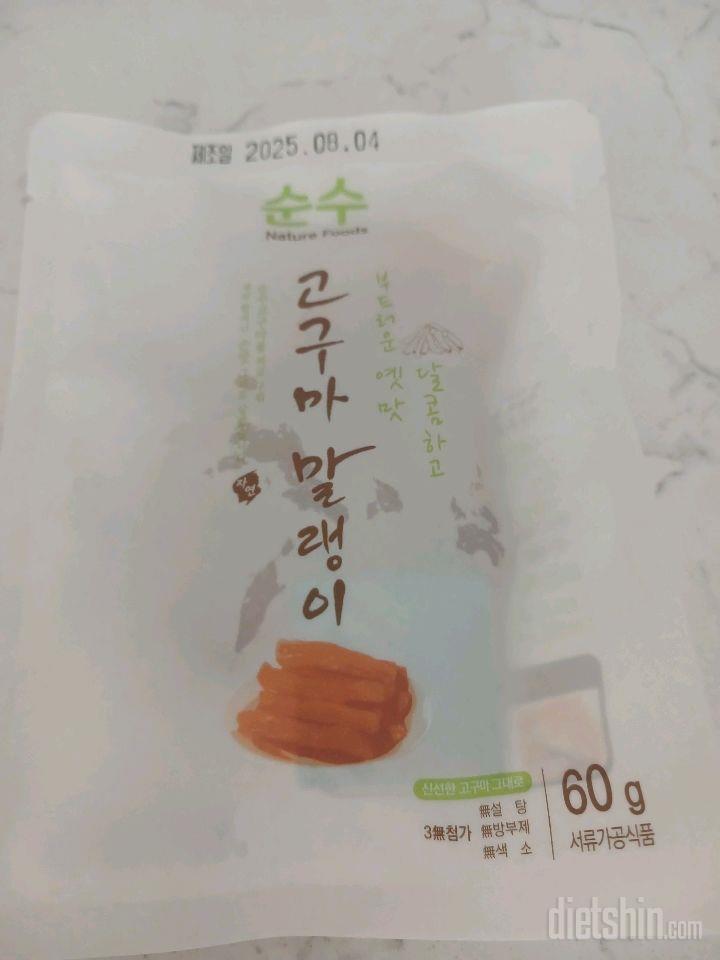 제조일 2025.08.04
순수
Nature Foods
부드러운 옛맛
달콤하고
고구마 말랭이
자연
신선한 고구마 그대로
3無첨가
無설탕
無방부제
無색소
60g
서류가공식품
dietshin.com